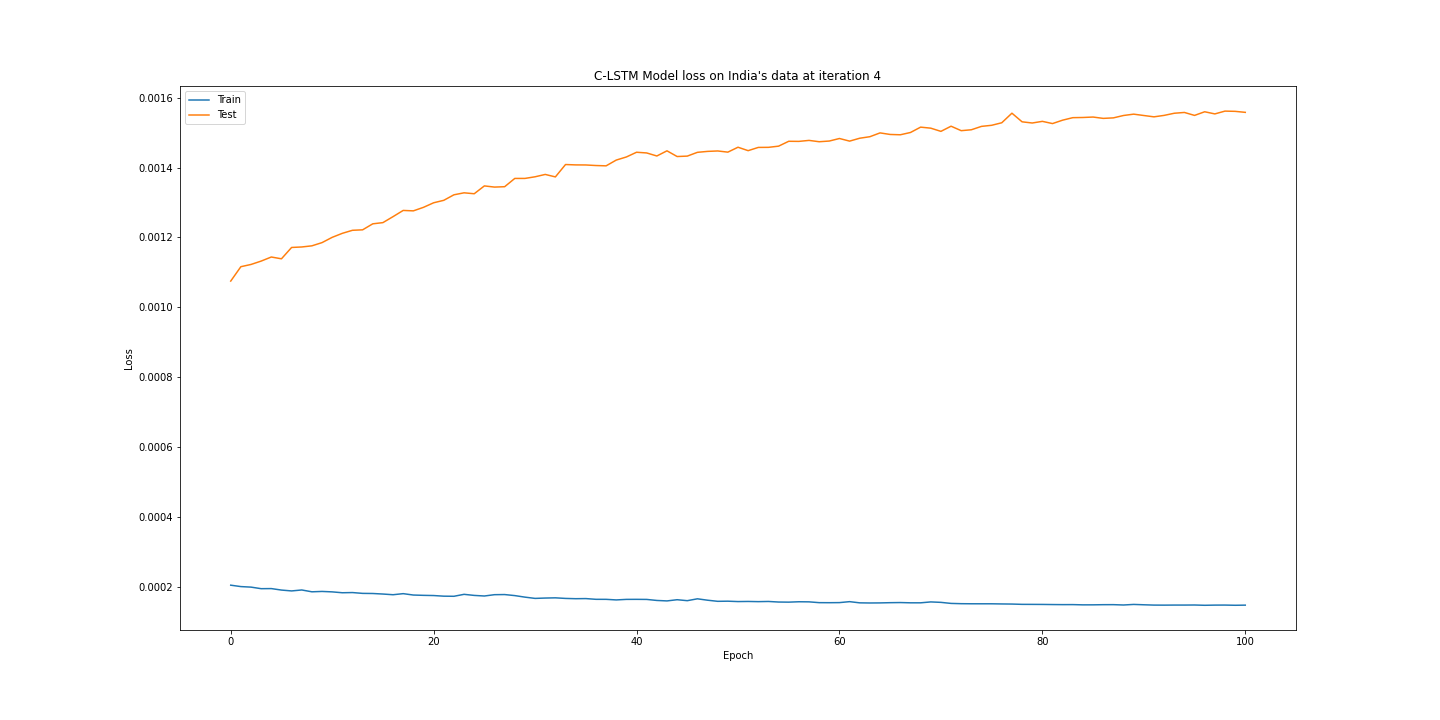 C-LSTM Model loss on India's data at iteration 4
Train
Test
0.0016
0.0014
0.0012
0.0010
0.0008
0.0006
0.0004
0.0002
Loss
0 20 40 60 80 100
Epoch